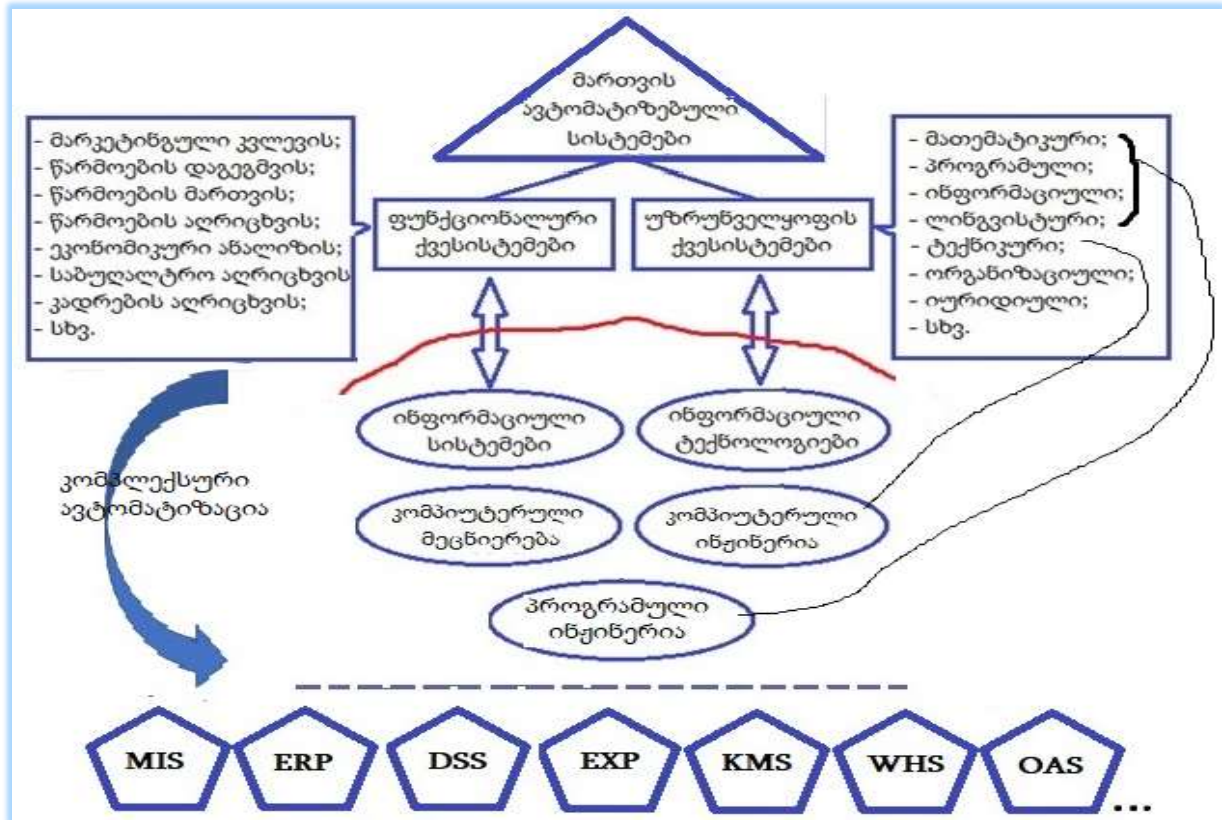 მართვის
ავტომატიზებული
სისტემები
- მარკეტინგული კვლევის;
- წარმოების დაგეგმვის;
- წარმოების მართვის;
- წარმოების აღრიცხვის;
- ეკონომიკური ანალიზის;
- საბუღალტრო აღრიცხვის
- კადრების აღრიცხვის;
- სხვ.
ფუნქციონალური
ქვესისტემები
უზრუნველყოფის
ქვესისტემები
- მათემატიკური;
- პროგრამული;
- ინფორმაციული;
- ლინგვისტური;
- ტექნიკური;
- ორგანიზაციული;
- იურიდიული;
- სხვ.
ინფორმაციული
სისტემები
ინფორმაციული
ტექნოლოგიები
კომპლექსური
ავტომატიზაცია
კომპიუტერული
მეცნიერება
კომპიუტერული
ინჟინერია
პროგრამული
ინჟინერია
MIS
ERP
DSS
EXP
KMS
WHS
OAS
...